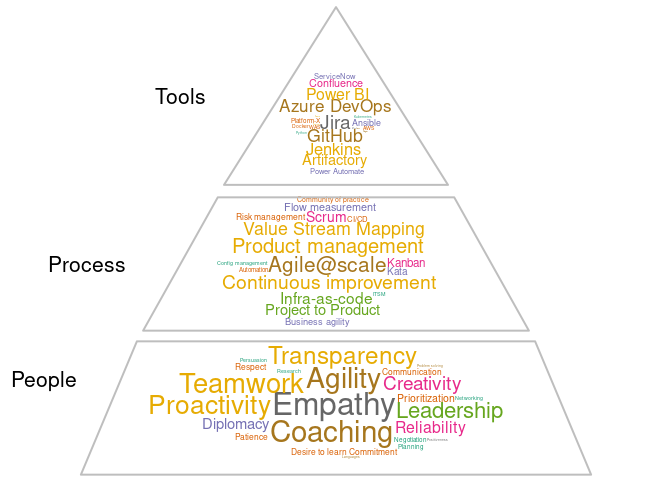 ServiceNow
Confluence
Power BI
Tools
Azure DevOps
Platform-X
Jira
Ansible
AWS
GitHub
Jenkins
Artifactory
Power Automate
Community of practice
Flow measurement
Risk management
Scrum
CI/CD
Value Stream Mapping
Product management
Process
Config management
Agile@scale
Kanban
Automation
Kata
Continuous improvement
Infra-as-code
ITSM
Project to Product
Business agility
Transparency
Persuasion
Respect
Research
Communication
People
Teamwork
Agility
Creativity
Proactivity
Empathy
Prioritization
Networking
Leadership
Diplomacy
Coaching
Reliability
Patience
Negotiation
Planning
Desire to learn
Commitment